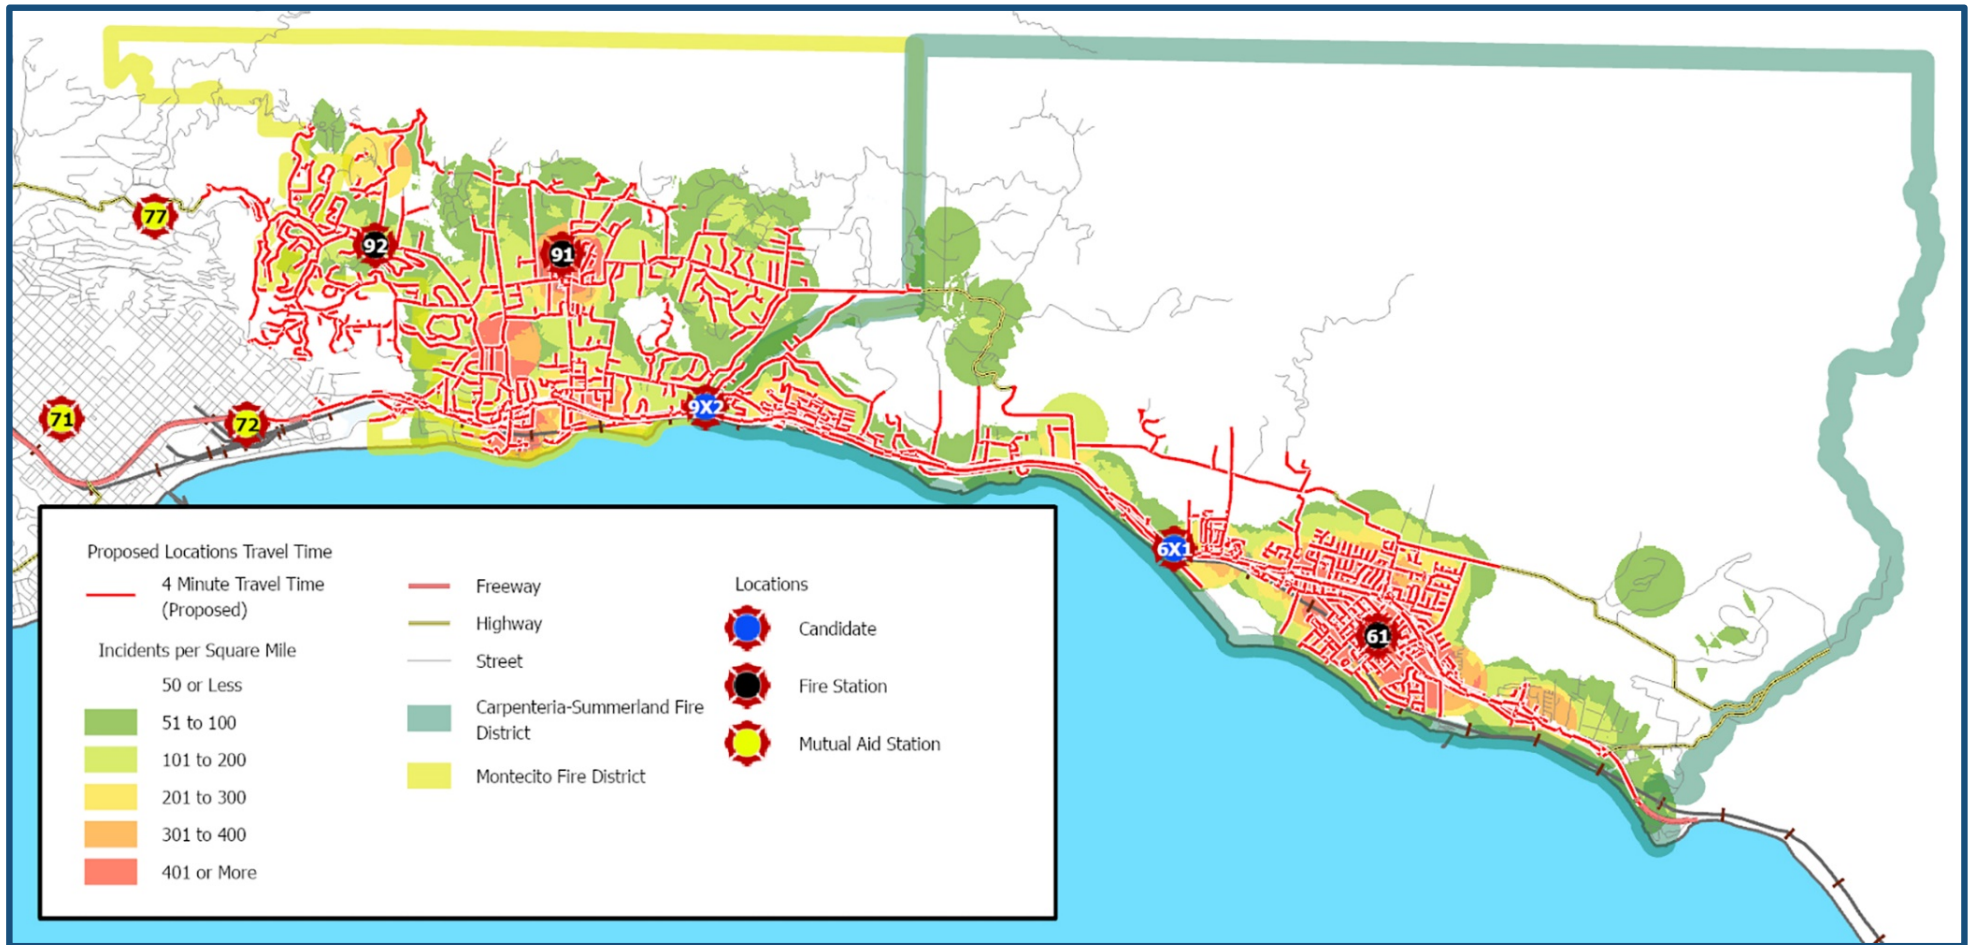 77
92
91
9X2
71
72
6X1
61
Proposed Locations Travel Time
4 Minute Travel Time
(Proposed)
Incidents per Square Mile
50 or Less
51 to 100
101 to 200
201 to 300
301 to 400
401 or More
Freeway
Highway
Street
Carpenteria-Summerland Fire
District
Montecito Fire District
Locations
Candidate
Fire Station
Mutual Aid Station